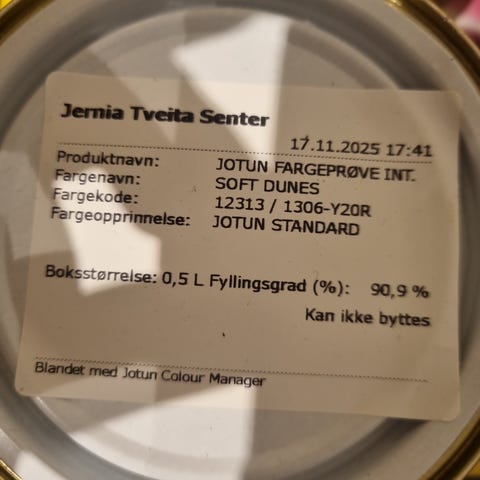 Jernia Tveita Senter
17.11.2025 17:41
Produktnavn: JOTUN FARGEPRØVE INT.
Fargenavn: SOFT DUNES
Fargekode: 12313 / 1306-Y20R
Fargeopprinnelse: JOTUN STANDARD
Boksstørrelse: 0,5 L Fyllingsgrad (%): 90,9 %
Kan ikke byttes
Blandet med Jotun Colour Manager